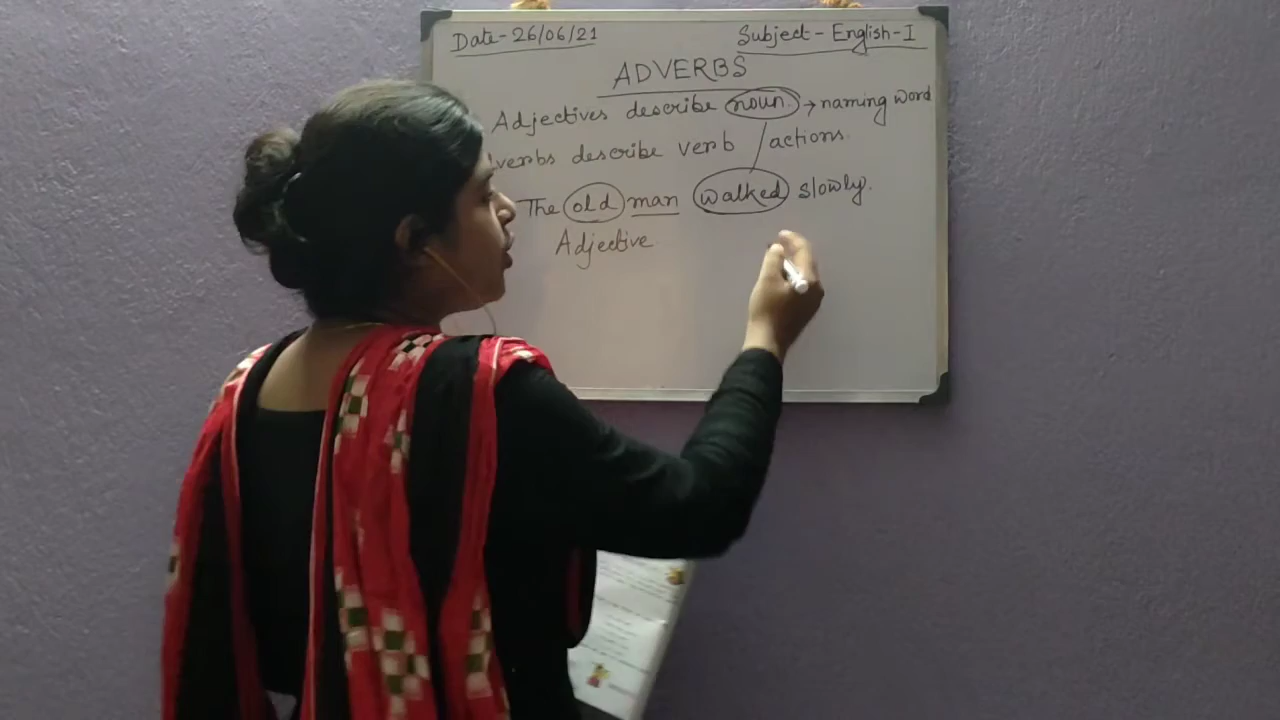 Date-26/06/21
Subject - English-I
ADVERBS
Adjectives describe noun. → naming word
verbs describe verb / actions.
The old man walked slowly.
Adjective.